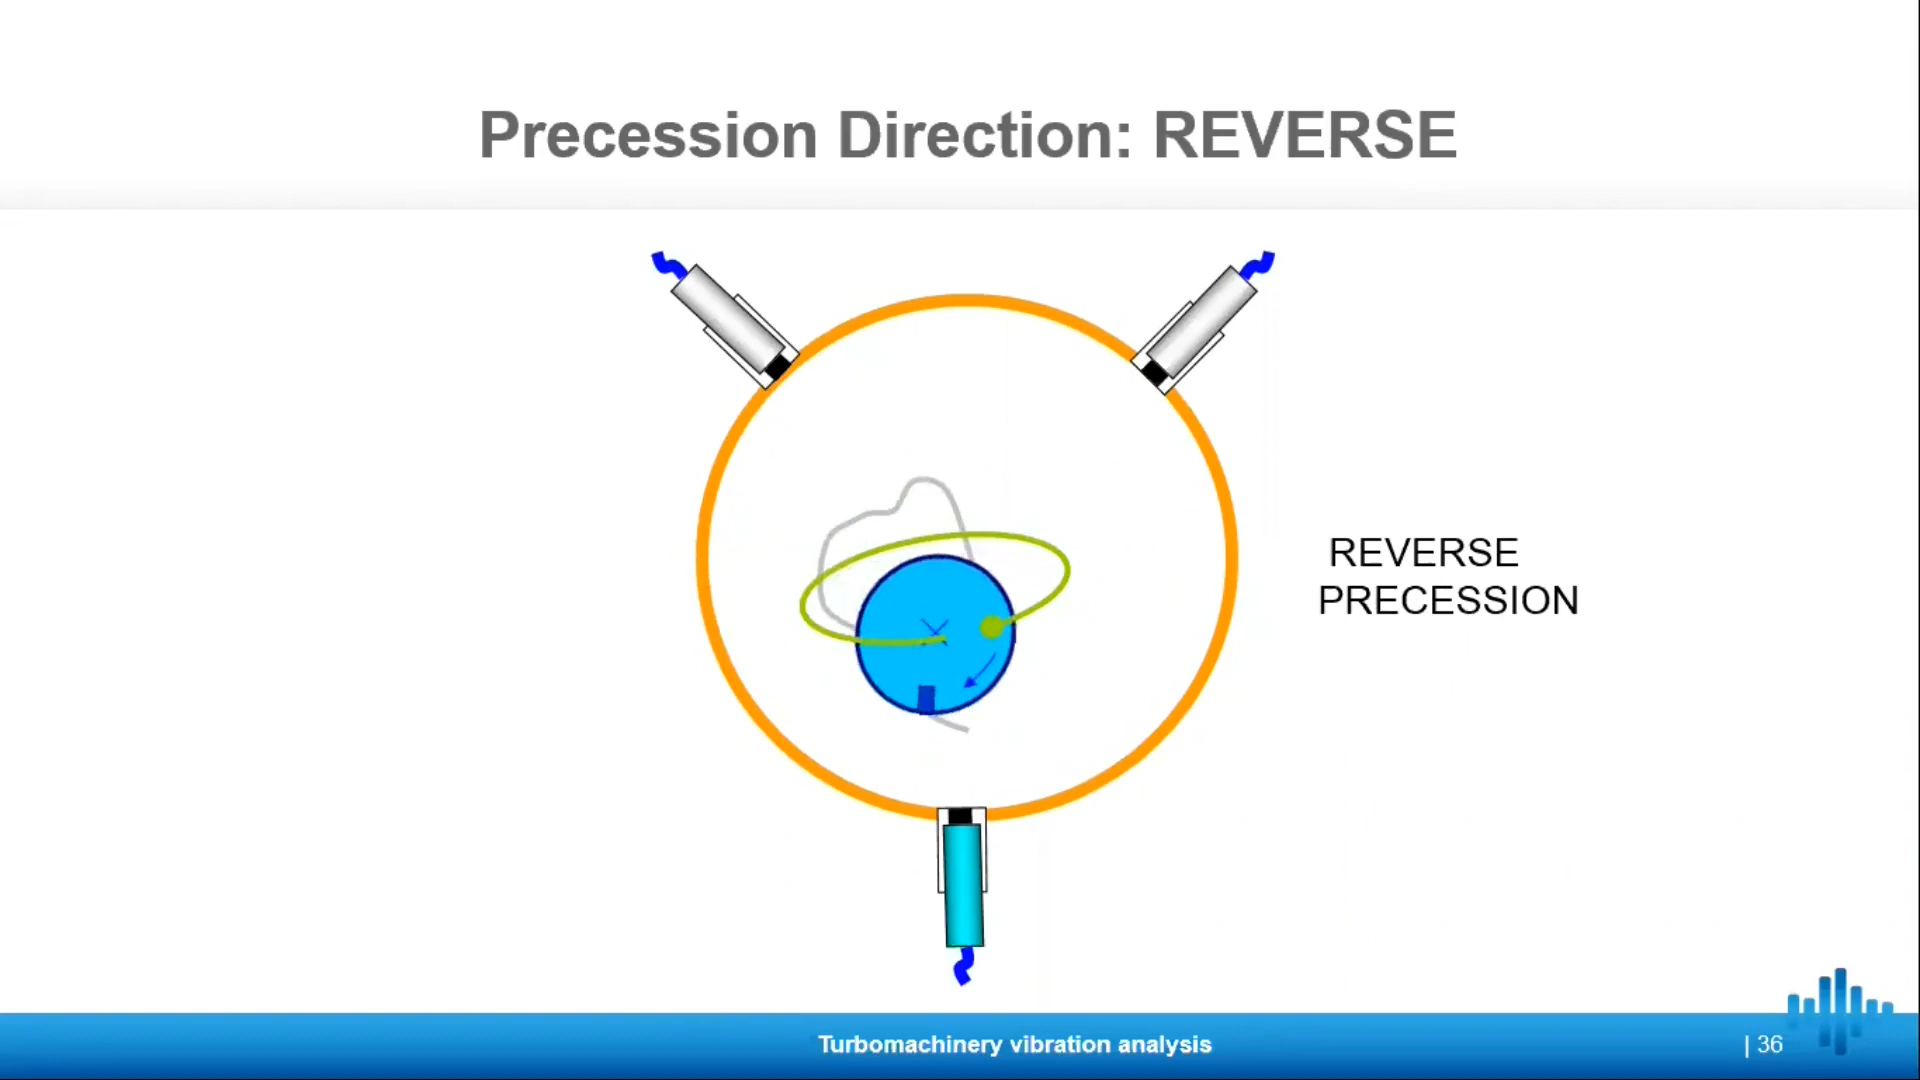 Precession Direction: REVERSE
REVERSE
PRECESSION
Turbomachinery vibration analysis
| 36